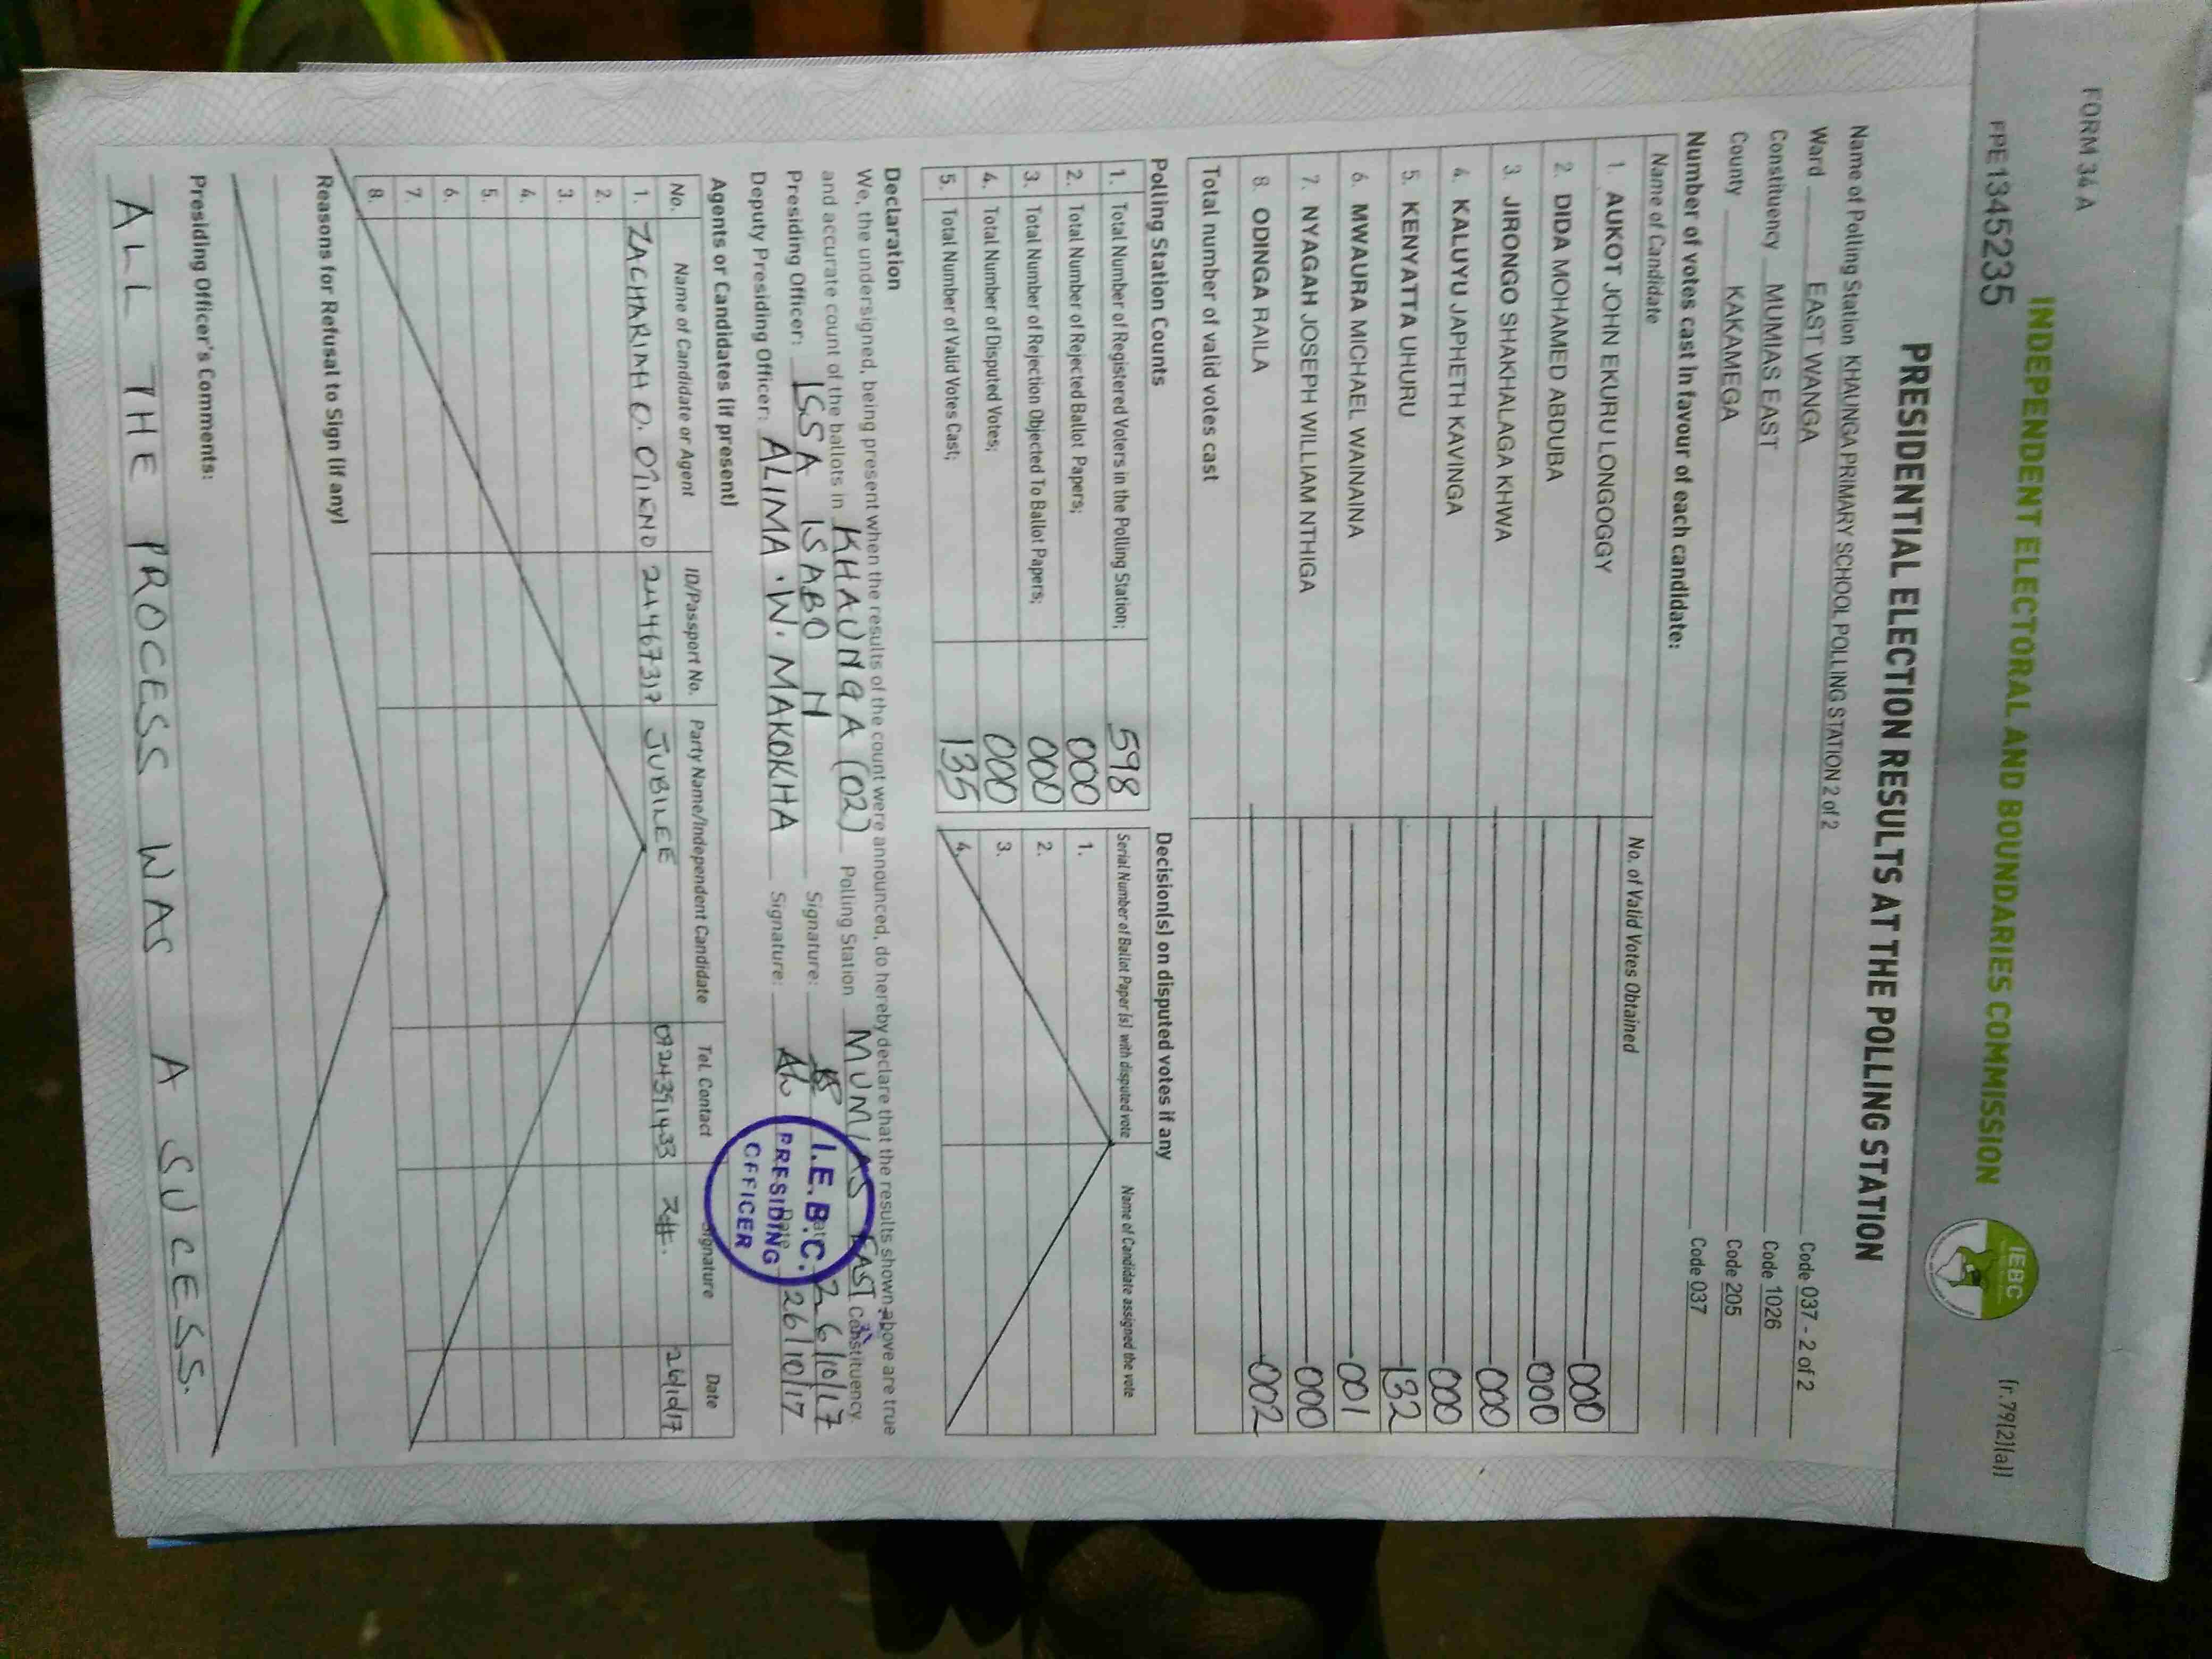 FORM 34 A
(r.79(2)(a))
PPE1345235
INDEPENDENT ELECTORAL AND BOUNDARIES COMMISSION
IEBC
PRESIDENTIAL ELECTION RESULTS AT THE POLLING STATION
Name of Polling Station KHAUNGA PRIMARY SCHOOL POLLING STATION 2 of 2 Code 037 - 2 of 2
Ward EAST WANGA Code 1026
Constituency MUMIAS EAST Code 205
County KAKAMEGA Code 037
Number of votes cast in favour of each candidate:
Name of Candidate No. of Valid Votes Obtained
1. AUKOT JOHN EKURU LONGOGGY 000
2. DIDA MOHAMED ABDUBA 000
3. JIRONGO SHAKHALAGA KHWA 000
4. KALUYU JAPHETH KAVINGA 000
5. KENYATTA UHURU 132
6. MWAURA MICHAEL WAINAINA 001
7. NYAGAH JOSEPH WILLIAM NTHIGA 000
8. ODINGA RAILA 002
Total number of valid votes cast
Polling Station Counts
1. Total Number of Registered Voters in the Polling Station; 598
2. Total Number of Rejected Ballot Papers; 000
3. Total Number of Rejection Objected To Ballot Papers; 000
4. Total Number of Disputed Votes; 000
5. Total Number of Valid Votes Cast; 135
Decision(s) on disputed votes if any
Serial Number of Ballot Paper (s) with disputed vote Name of Candidate assigned the vote
1.
2.
3.
4.
Declaration
We, the undersigned, being present when the results of the count were announced, do hereby declare that the results shown above are true
and accurate count of the ballots in KHAUNGA (02) Polling Station MUMIAS EAST Constituency.
Presiding Officer: ISSA ISABO N Signature: Date 26/10/17
Deputy Presiding Officer: ALIMA . W. MAKOKHA Signature: Date 26/10/17
I.E.B.C.
PRESIDING
OFFICER
Agents or Candidates (if present)
No. Name of Candidate or Agent ID/Passport No. Party Name/Independent Candidate Tel. Contact Signature Date
1. ZACHARIAH O. OTIENO 24467317 JUBILEE 0724391433 26/10/17
2.
3.
4.
5.
6.
7.
8.
Reasons for Refusal to Sign (if any)
Presiding Officer's Comments:
ALL THE PROCESS WAS A SUCESS.